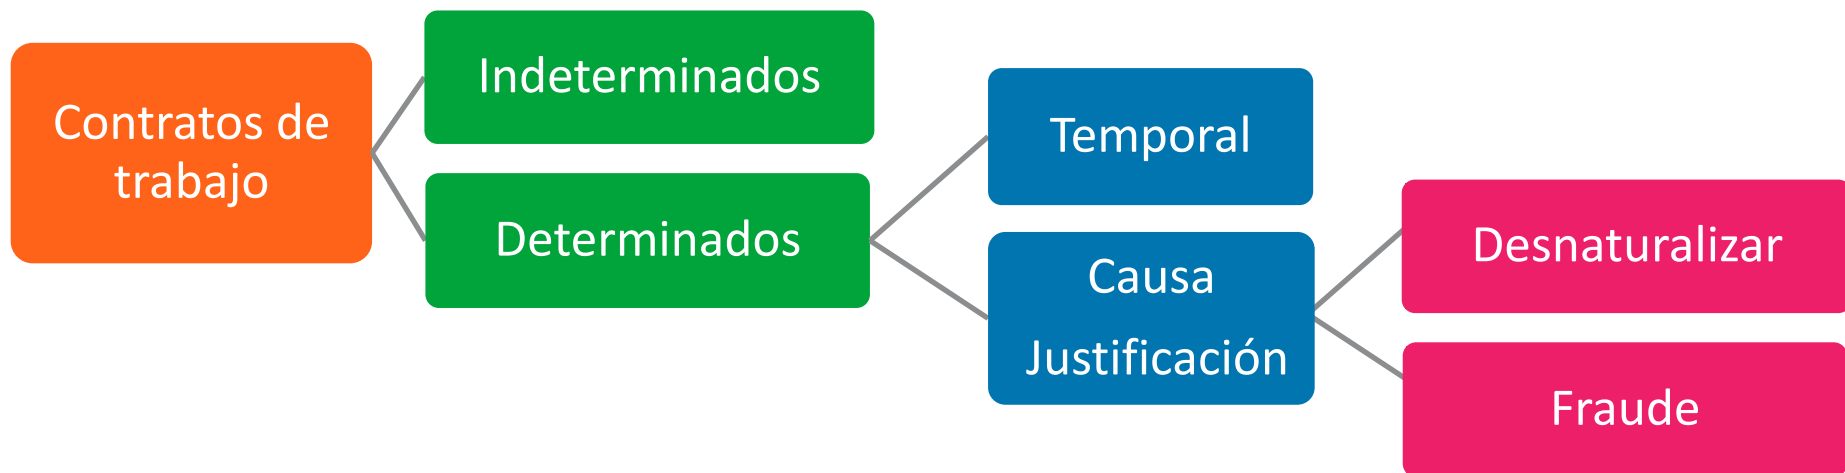 Contratos de
trabajo
Indeterminados
Determinados
Temporal
Causa
Justificación
Desnaturalizar
Fraude